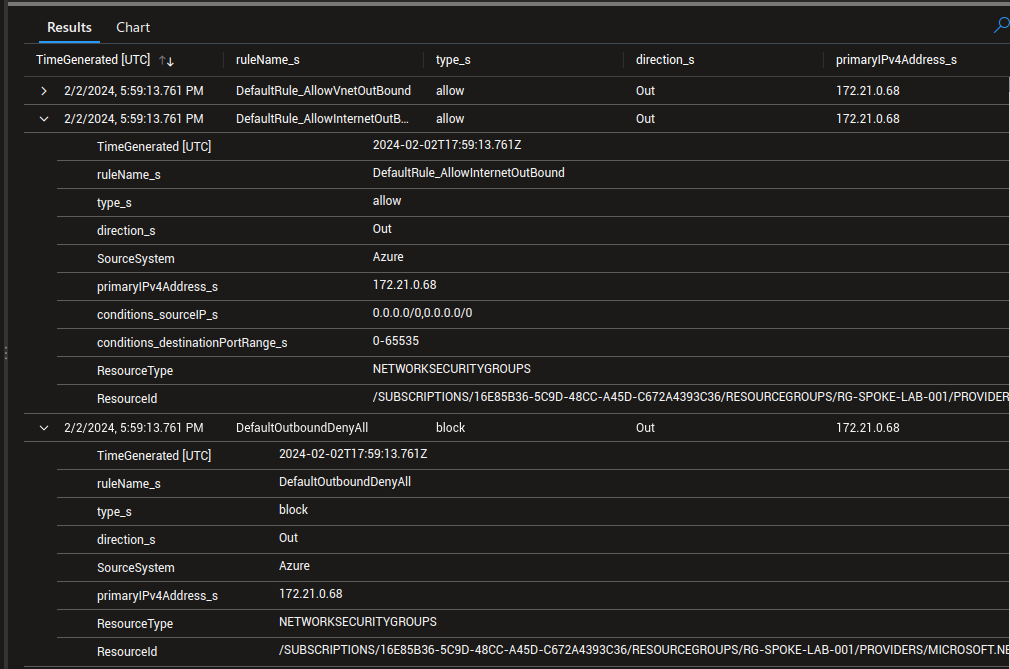 Results Chart
TimeGenerated [UTC] ↑↓ ruleName_s type_s direction_s primaryIPv4Address_s
2/2/2024, 5:59:13.761 PM DefaultRule_AllowVnetOutBound allow Out 172.21.0.68
2/2/2024, 5:59:13.761 PM DefaultRule_AllowInternetOutB... allow Out 172.21.0.68
TimeGenerated [UTC] 2024-02-02T17:59:13.761Z
ruleName_s DefaultRule_AllowInternetOutBound
type_s allow
direction_s Out
SourceSystem Azure
primaryIPv4Address_s 172.21.0.68
conditions_sourceIP_s 0.0.0.0/0,0.0.0.0/0
conditions_destinationPortRange_s 0-65535
ResourceType NETWORKSECURITYGROUPS
ResourceId /SUBSCRIPTIONS/16E85B36-5C9D-48CC-A45D-C672A4393C36/RESOURCEGROUPS/RG-SPOKE-LAB-001/PROVIDER
2/2/2024, 5:59:13.761 PM DefaultOutboundDenyAll block Out 172.21.0.68
TimeGenerated [UTC] 2024-02-02T17:59:13.761Z
ruleName_s DefaultOutboundDenyAll
type_s block
direction_s Out
SourceSystem Azure
primaryIPv4Address_s 172.21.0.68
ResourceType NETWORKSECURITYGROUPS
ResourceId /SUBSCRIPTIONS/16E85B36-5C9D-48CC-A45D-C672A4393C36/RESOURCEGROUPS/RG-SPOKE-LAB-001/PROVIDERS/MICROSOFT.NE